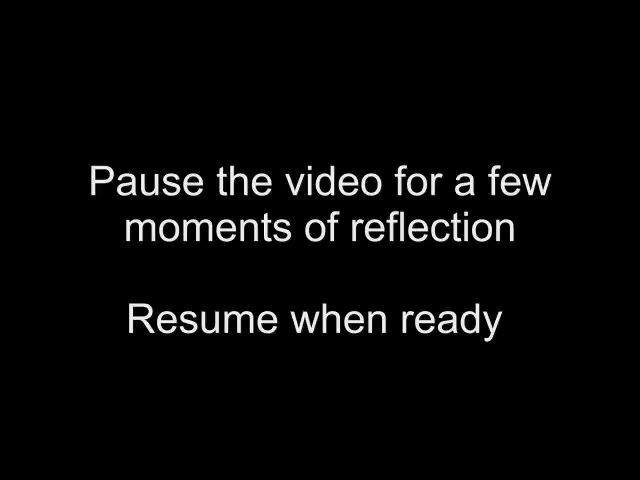 Pause the video for a few
moments of reflection
Resume when ready